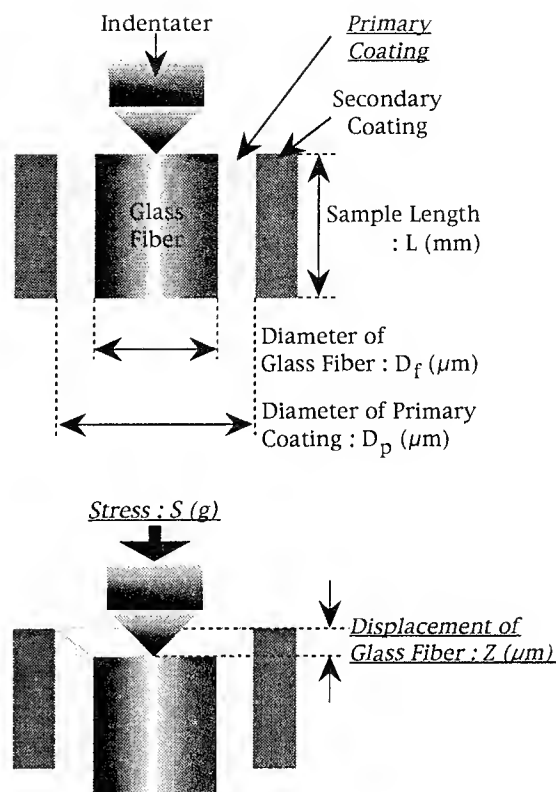 Indentater
Primary
Coating
Secondary
Coating
Glass
Fiber
Sample Length
: L (mm)
Diameter of
Glass Fiber : D_f (μm)
Diameter of Primary
Coating : D_p (μm)
Stress : S (g)
Displacement of
Glass Fiber : Z (μm)